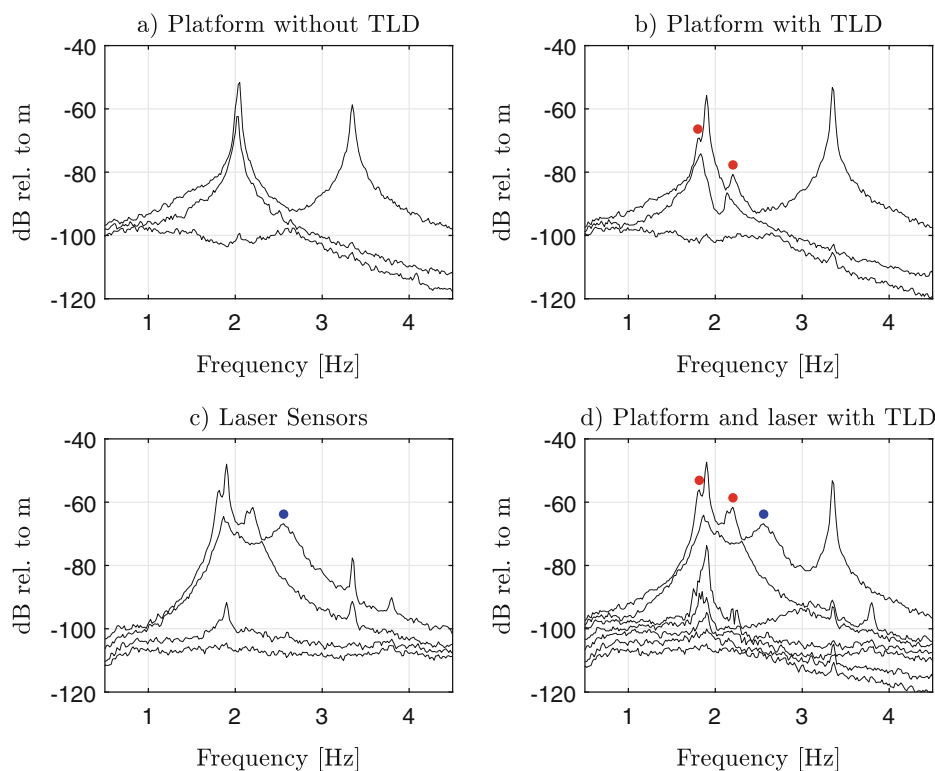 a) Platform without TLD
-40
-60
-80
-100
-120
dB rel. to m
1 2 3 4
Frequency [Hz]
b) Platform with TLD
-40
-60
-80
-100
-120
dB rel. to m
1 2 3 4
Frequency [Hz]
c) Laser Sensors
-40
-60
-80
-100
-120
dB rel. to m
1 2 3 4
Frequency [Hz]
d) Platform and laser with TLD
-40
-60
-80
-100
-120
dB rel. to m
1 2 3 4
Frequency [Hz]